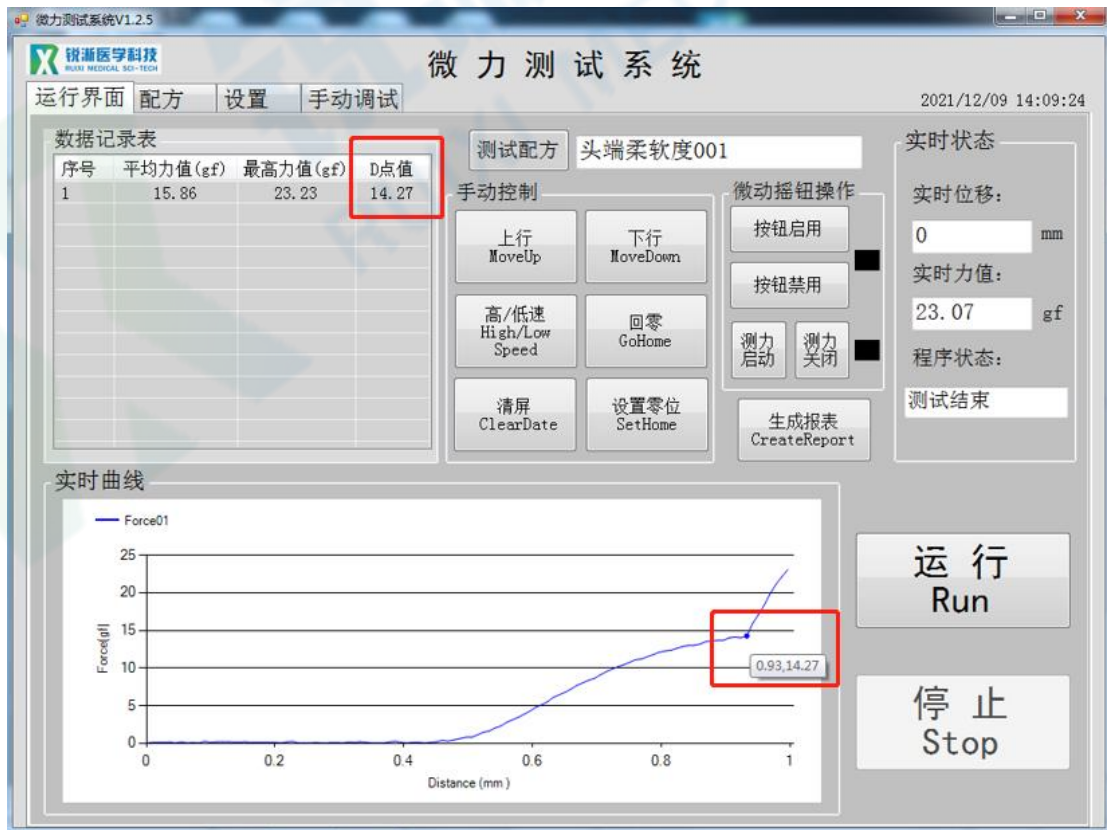 微力测试系统V1.2.5
锐浙医学科技
RUIXI MEDICAL SCI-TECH
微 力 测 试 系 统
运行界面 配方 设置 手动调试
2021/12/09 14:09:24
数据记录表
序号 平均力值(gf) 最高力值(gf) D点值
1 15.86 23.23 14.27
测试配方 头端柔软度001
手动控制
上行
MoveUp
下行
MoveDown
高/低速
High/Low
Speed
回零
GoHome
清屏
ClearDate
设置零位
SetHome
微动摇钮操作
按钮启用
按钮禁用
测力
启动
测力
关闭
生成报表
CreateReport
实时状态
实时位移:
0 mm
实时力值:
23.07 gf
程序状态:
测试结束
实时曲线
Force01
25
20
15
10
5
0
Force[gf]
0 0.2 0.4 0.6 0.8 1
Distance (mm )
0.93,14.27
运 行
Run
停 止
Stop